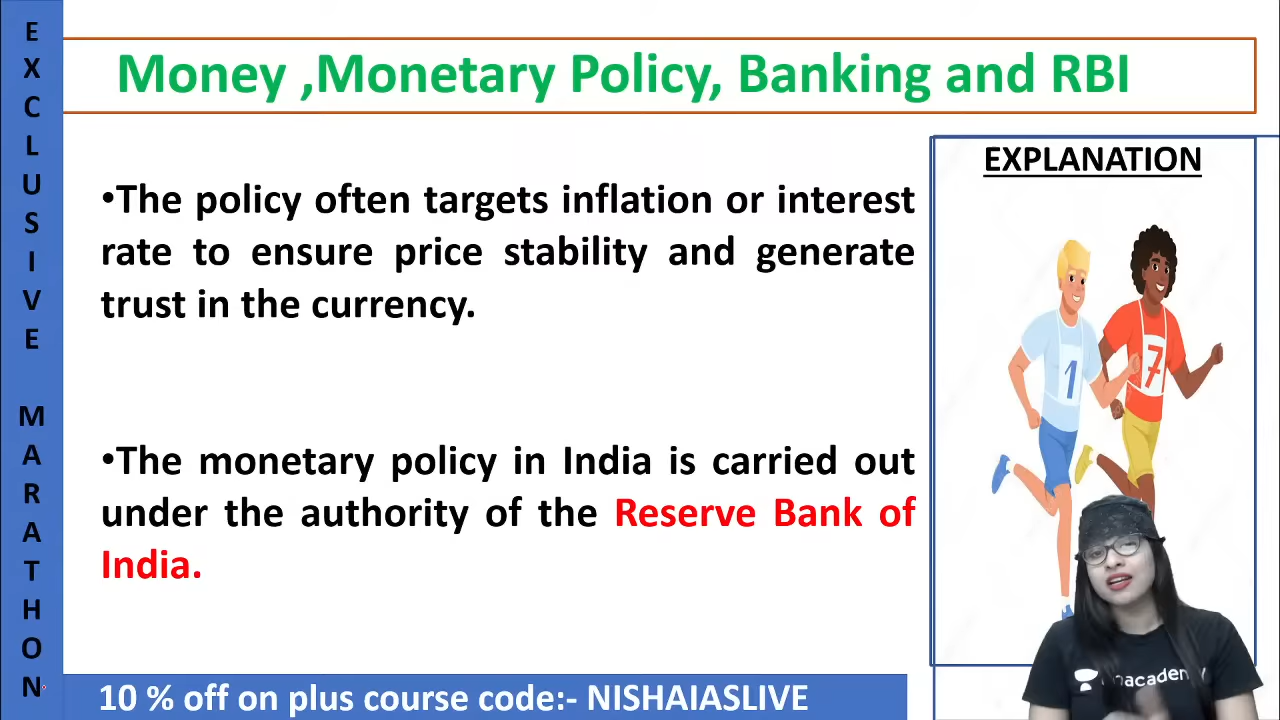 EXCLUSIVE MARATHON
Money ,Monetary Policy, Banking and RBI
•The policy often targets inflation or interest
rate to ensure price stability and generate
trust in the currency.
•The monetary policy in India is carried out
under the authority of the Reserve Bank of
India.
EXPLANATION
1
7
10 % off on plus course code:- NISHAIASLIVE